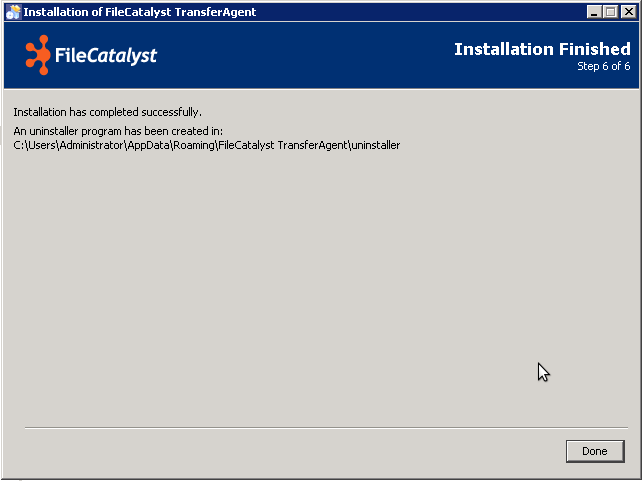 Installation of FileCatalyst TransferAgent
FileCatalyst
Installation Finished
Step 6 of 6
Installation has completed successfully.
An uninstaller program has been created in:
C:\Users\Administrator\AppData\Roaming\FileCatalyst TransferAgent\uninstaller
Done